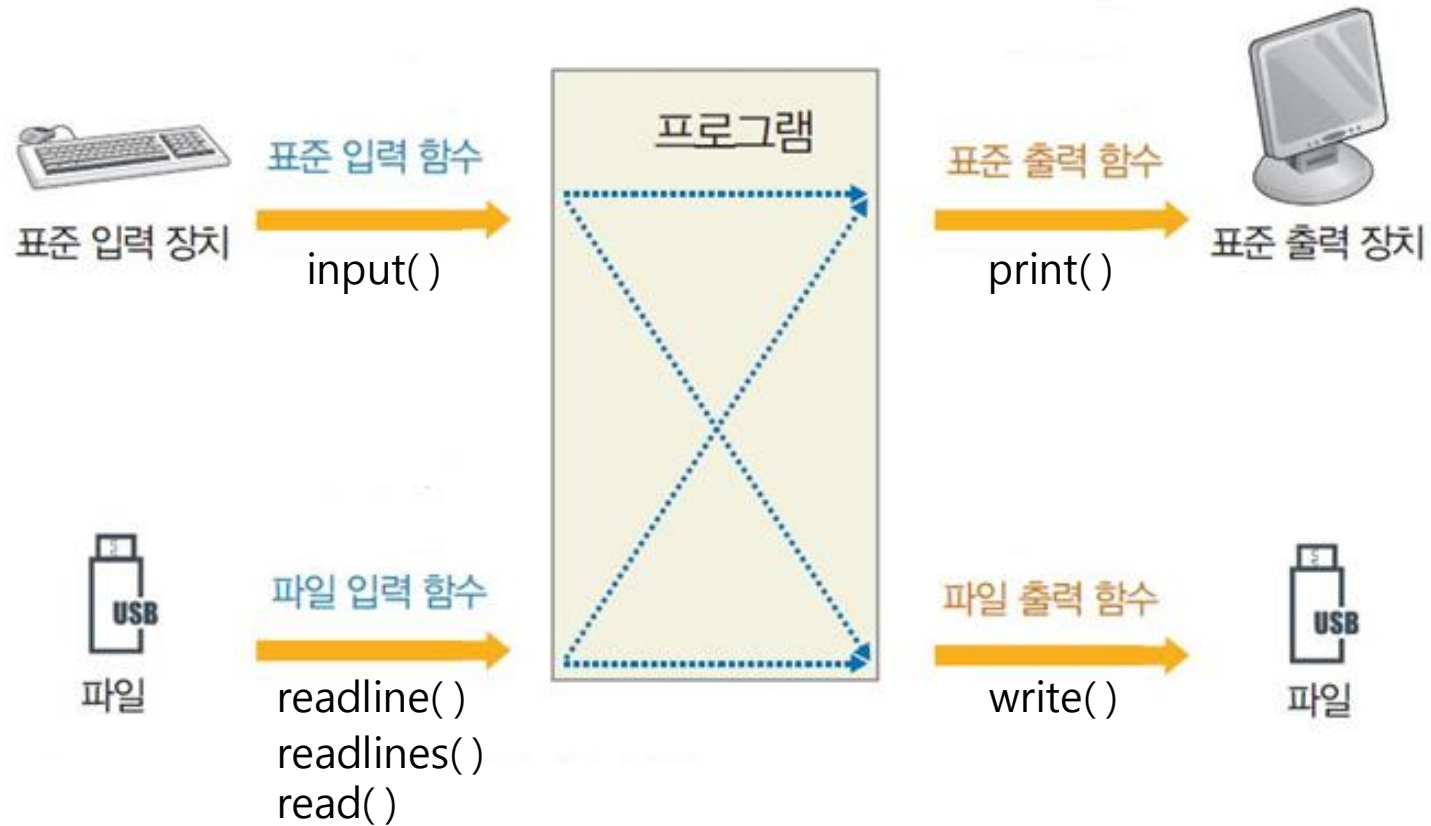 프로그램
표준 입력 함수
표준 출력 함수
표준 입력 장치
input( )
print( )
표준 출력 장치
USB
파일 입력 함수
파일 출력 함수
USB
파일
readline( )
readlines( )
read( )
write( )
파일